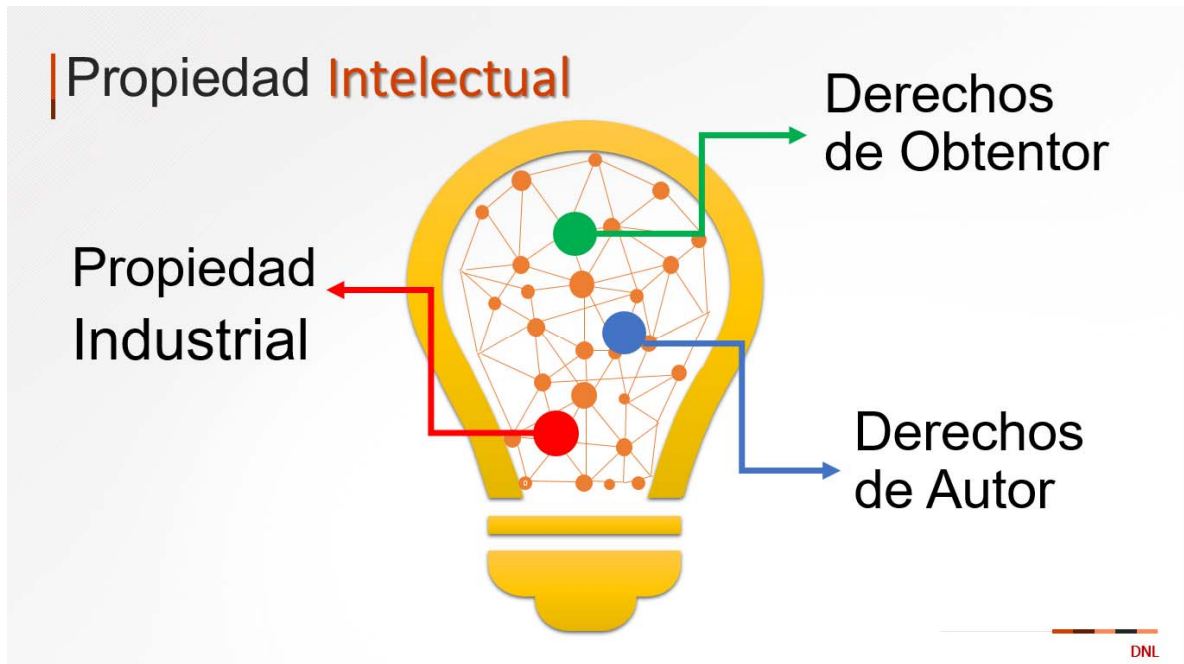 Propiedad Intelectual
Derechos
de Obtentor
Propiedad
Industrial
Derechos
de Autor
DNL